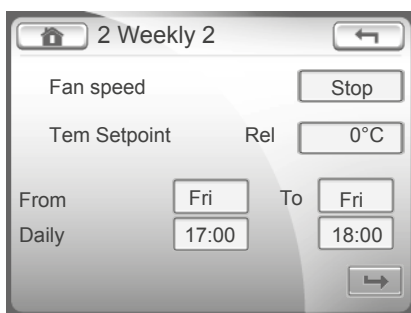 2 Weekly 2
Fan speed Stop
Tem Setpoint Rel 0°C
From Fri To Fri
Daily 17:00 18:00